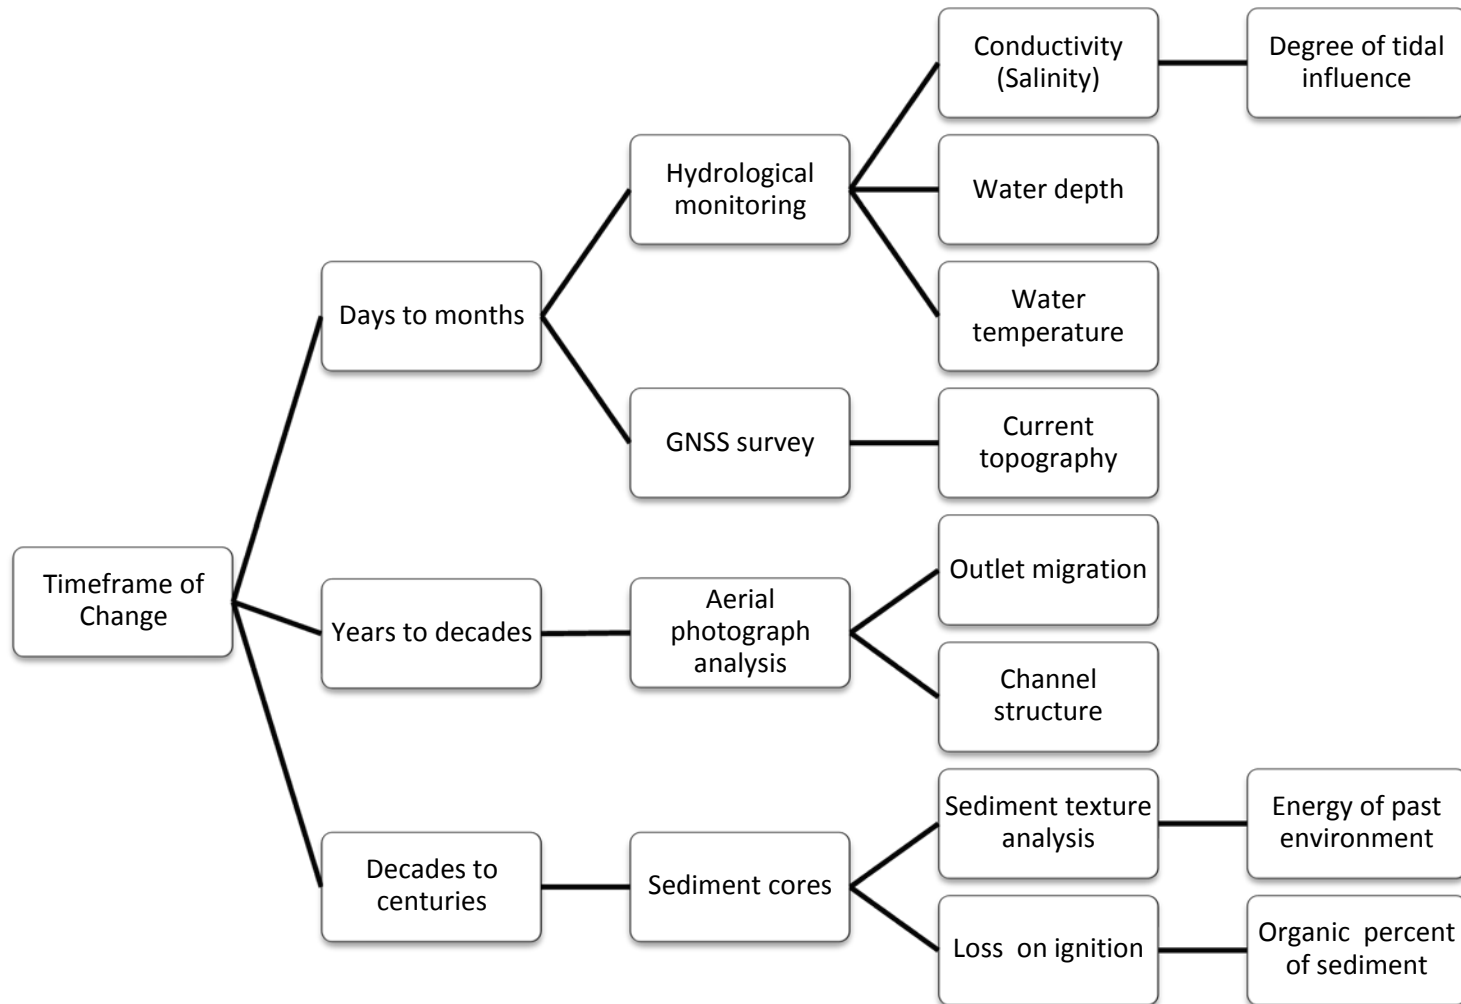 Timeframe of
Change
Days to months
Hydrological
monitoring
Conductivity
(Salinity)
Degree of tidal
influence
Water depth
Water
temperature
GNSS survey
Current
topography
Years to decades
Aerial
photograph
analysis
Outlet migration
Channel
structure
Decades to
centuries
Sediment cores
Sediment texture
analysis
Energy of past
environment
Loss on ignition
Organic percent
of sediment